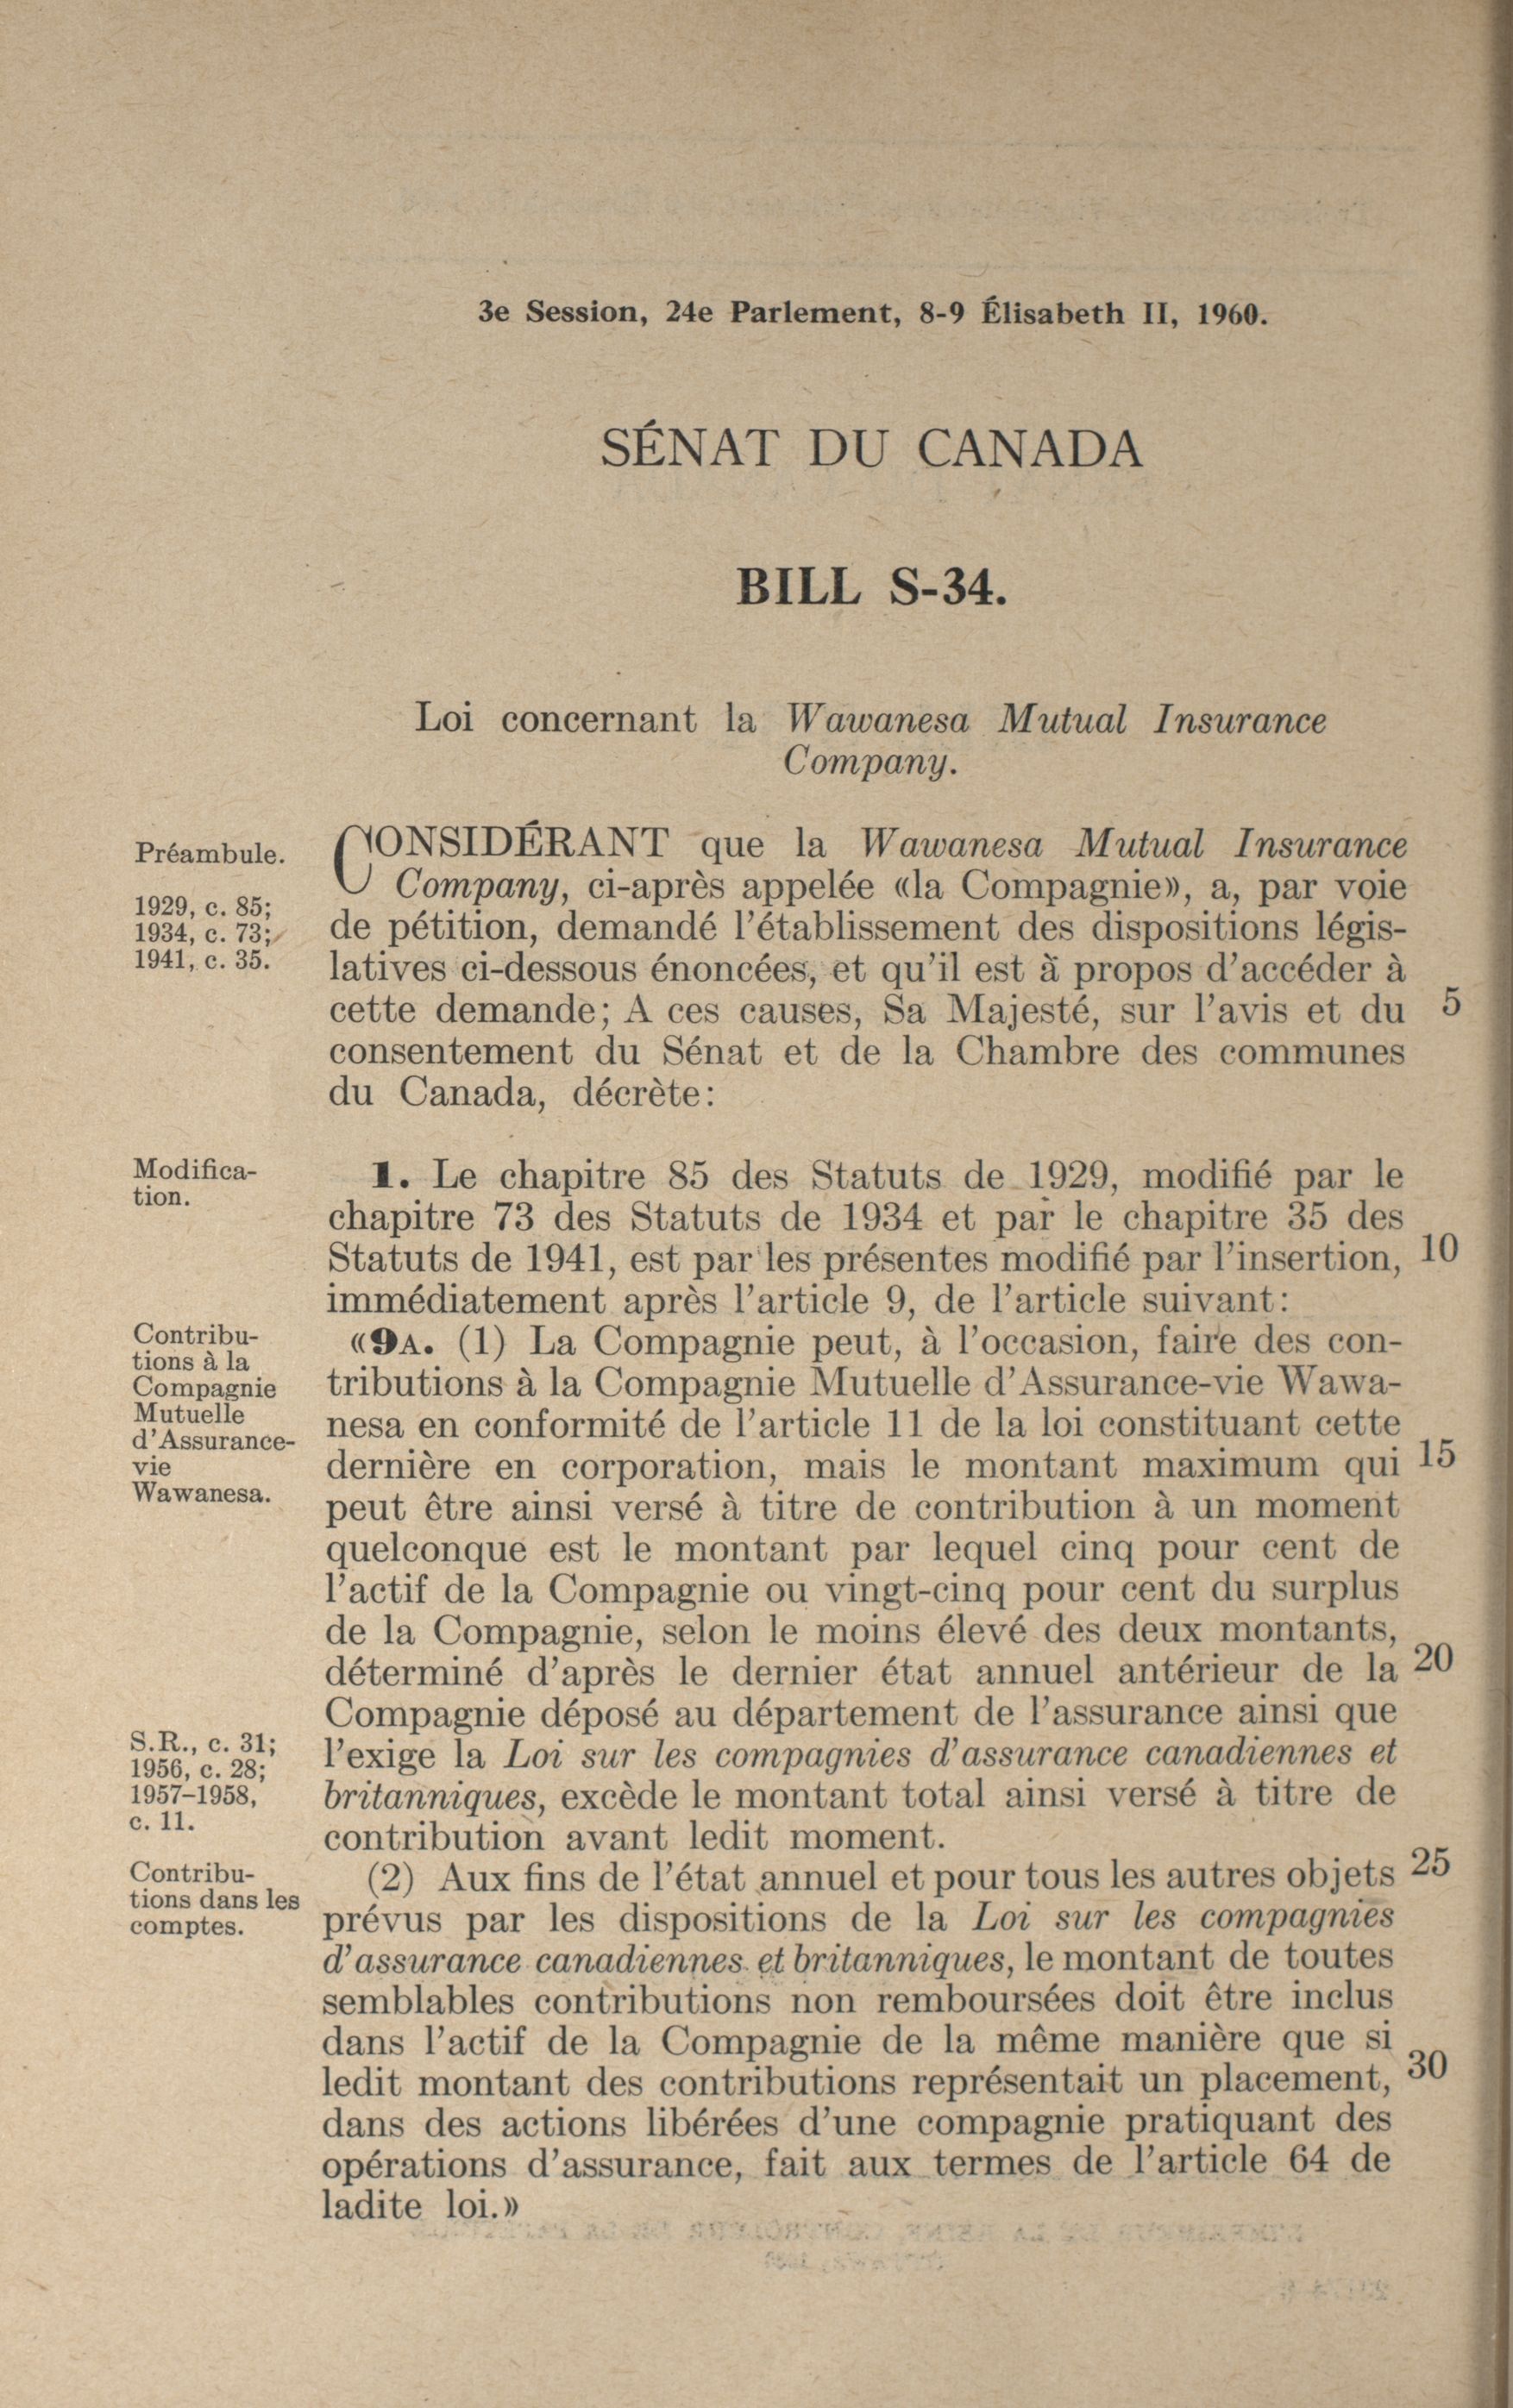 3e Session, 24e Parlement, 8-9 Élisabeth II, 1960.
SÉNAT DU CANADA
BILL S-34.
Loi concernant la Wawanesa Mutual Insurance
Company.
Préambule.
1929, c. 85;
1934, c. 73;
1941, c. 35.
CONSIDÉRANT que la Wawanesa Mutual Insurance
Company, ci-après appelée «la Compagnie», a, par voie
de pétition, demandé l'établissement des dispositions légis-
latives ci-dessous énoncées, et qu'il est à propos d'accéder à
cette demande; A ces causes, Sa Majesté, sur l'avis et du 5
consentement du Sénat et de la Chambre des communes
du Canada, décrète:
Modifica-
tion.
1. Le chapitre 85 des Statuts de 1929, modifié par le
chapitre 73 des Statuts de 1934 et par le chapitre 35 des
Statuts de 1941, est par les présentes modifié par l'insertion, 10
immédiatement après l'article 9, de l'article suivant:
Contribu-
tions à la
Compagnie
Mutuelle
d'Assurance-
vie
Wawanesa.
«9A. (1) La Compagnie peut, à l'occasion, faire des con-
tributions à la Compagnie Mutuelle d'Assurance-vie Wawa-
nesa en conformité de l'article 11 de la loi constituant cette
dernière en corporation, mais le montant maximum qui 15
peut être ainsi versé à titre de contribution à un moment
quelconque est le montant par lequel cinq pour cent de
l'actif de la Compagnie ou vingt-cinq pour cent du surplus
de la Compagnie, selon le moins élevé des deux montants,
déterminé d'après le dernier état annuel antérieur de la 20
Compagnie déposé au département de l'assurance ainsi que
l'exige la Loi sur les compagnies d'assurance canadiennes et
britanniques, excède le montant total ainsi versé à titre de
contribution avant ledit moment.
S.R., c. 31;
1956, c. 28;
1957-1958,
c. 11.
Contribu-
tions dans les
comptes.
(2) Aux fins de l'état annuel et pour tous les autres objets 25
prévus par les dispositions de la Loi sur les compagnies
d'assurance canadiennes et britanniques, le montant de toutes
semblables contributions non remboursées doit être inclus
dans l'actif de la Compagnie de la même manière que si
ledit montant des contributions représentait un placement, 30
dans des actions libérées d'une compagnie pratiquant des
opérations d'assurance, fait aux termes de l'article 64 de
ladite loi.»